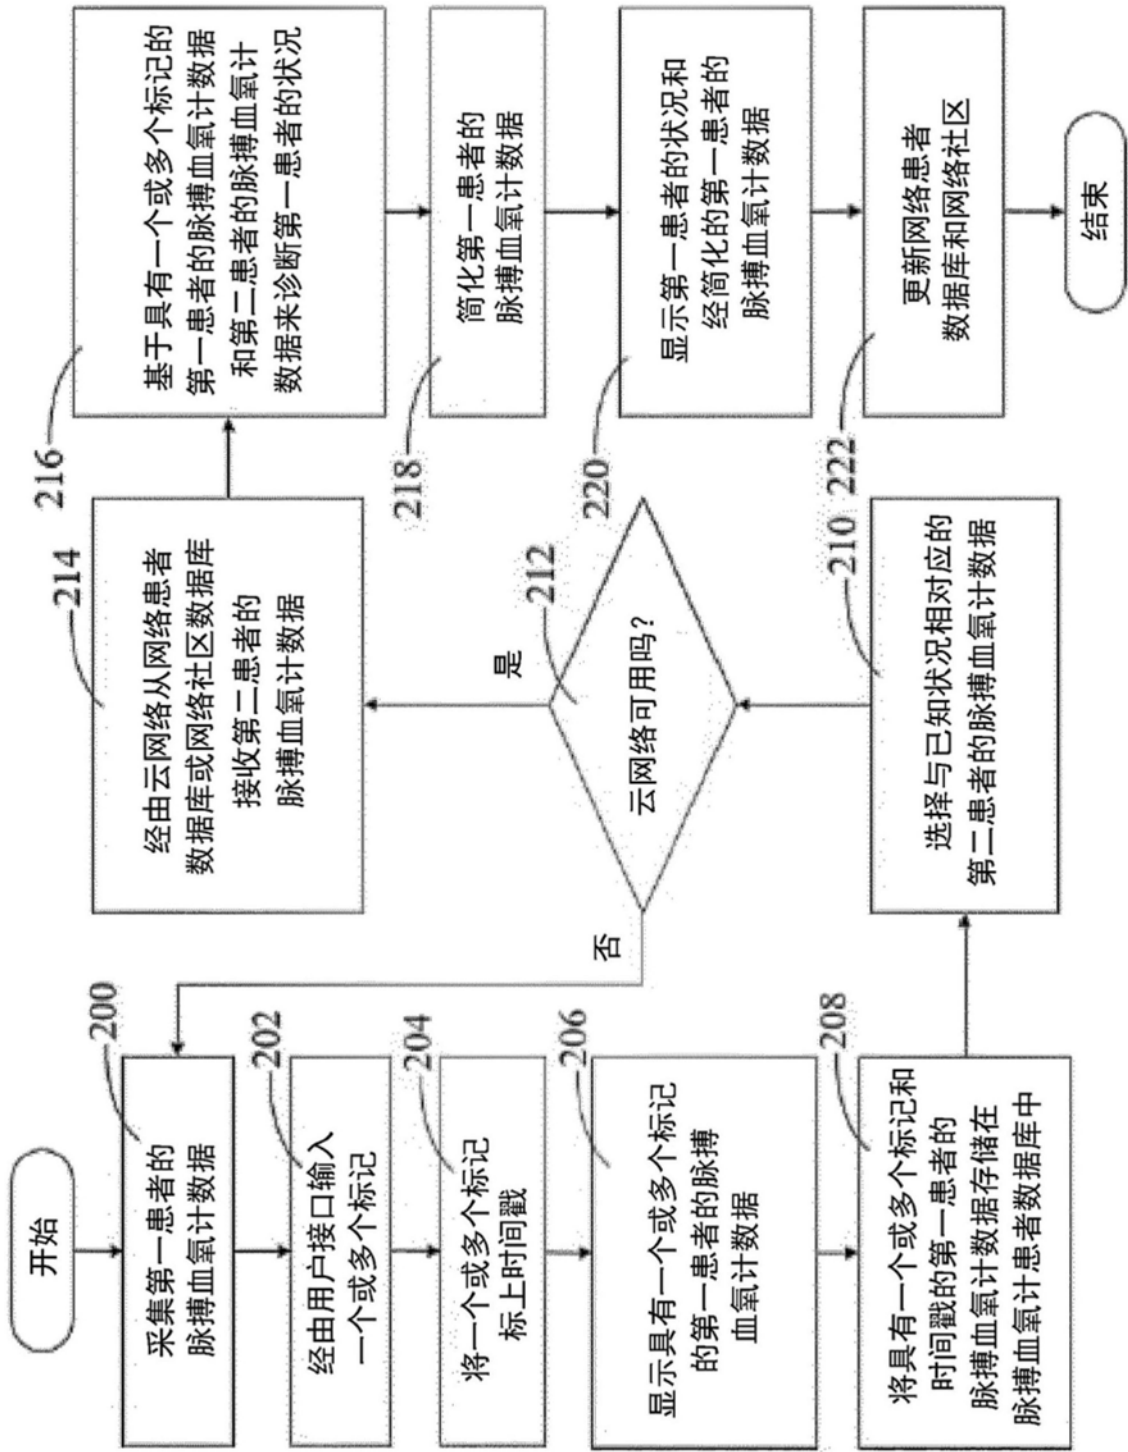 开始
200
采集第一患者的
脉搏血氧计数据
202
经由用户接口输入
一个或多个标记
204
将一个或多个标记
标上时间戳
206
显示具有一个或多个标记
的第一患者的脉搏
血氧计数据
208
将具有一个或多个标记和
时间戳的第一患者的
脉搏血氧计数据存储在
脉搏血氧计患者数据库中
210
选择与已知状况相对应的
第二患者的脉搏血氧计数据
212
云网络可用吗?
否
是
214
经由云网络从网络患者
数据库或网络社区数据库
接收第二患者的
脉搏血氧计数据
216
基于具有一个或多个标记的
第一患者的脉搏血氧计数据
和第二患者的脉搏血氧计
数据来诊断第一患者的状况
218
简化第一患者的
脉搏血氧计数据
220
显示第一患者的状况和
经简化的第一患者的
脉搏血氧计数据
222
更新网络患者
数据库和网络社区
结束